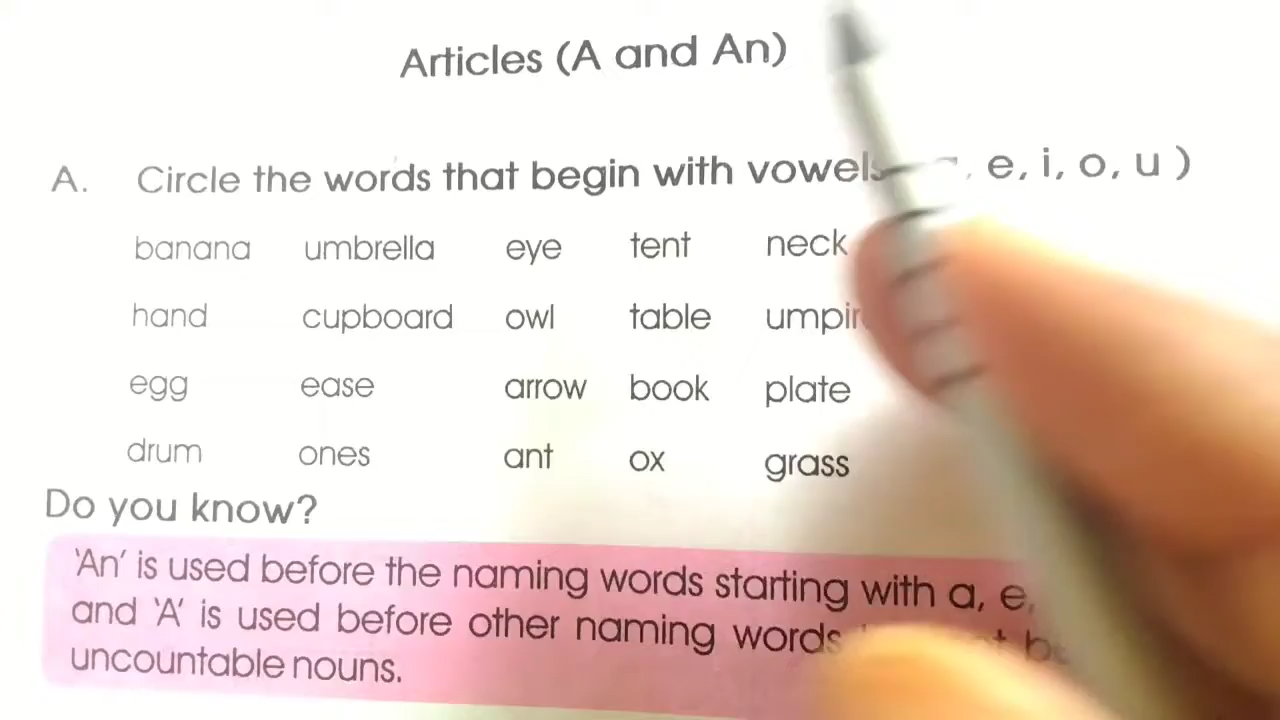 Articles (A and An)
A. Circle the words that begin with vowels e, i, o, u )
banana umbrella eye tent neck
hand cupboard owl table
egg ease arrow book plate
drum ones ant ox grass
Do you know?
'An' is used before the naming words starting with a, e,
and 'A' is used before other naming words
uncountable nouns.